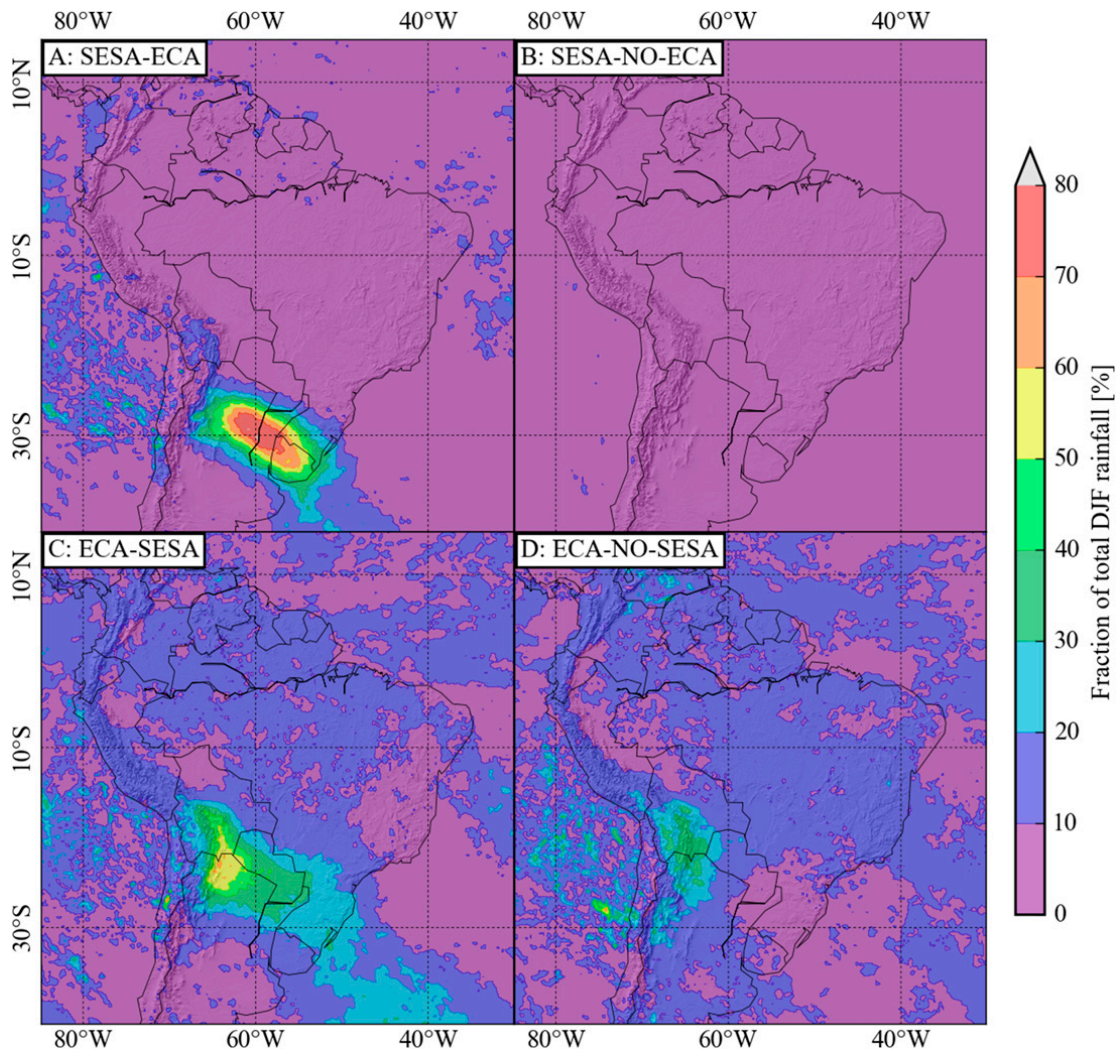 80°W 60°W 40°W 80°W 60°W 40°W
A: SESA-ECA
B: SESA-NO-ECA
10°N
10°S
30°S
C: ECA-SESA
D: ECA-NO-SESA
10°N
10°S
30°S
80°W 60°W 40°W 80°W 60°W 40°W
80
70
60
50
40
30
20
10
0
Fraction of total DJF rainfall [%]